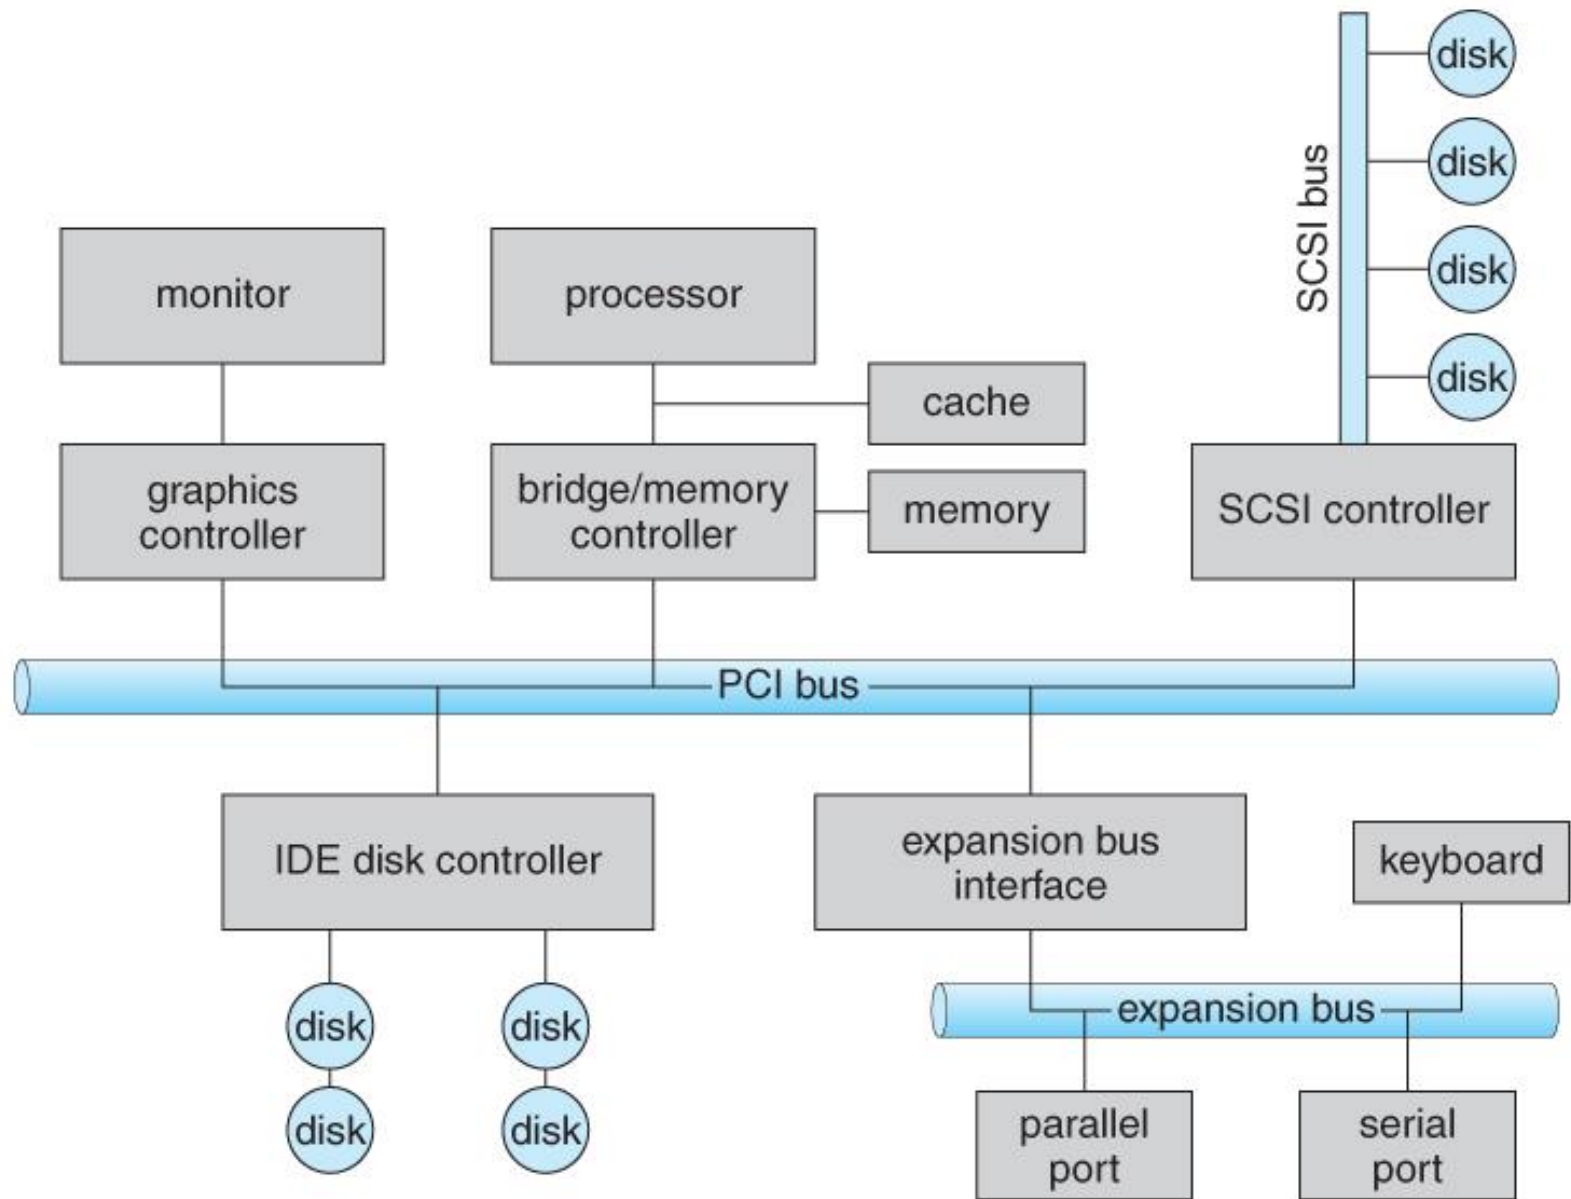 disk
disk
SCSI bus
disk
disk
monitor
processor
cache
graphics
controller
bridge/memory
controller
memory
SCSI controller
PCI bus
IDE disk controller
expansion bus
interface
keyboard
disk
disk
expansion bus
disk
disk
parallel
port
serial
port